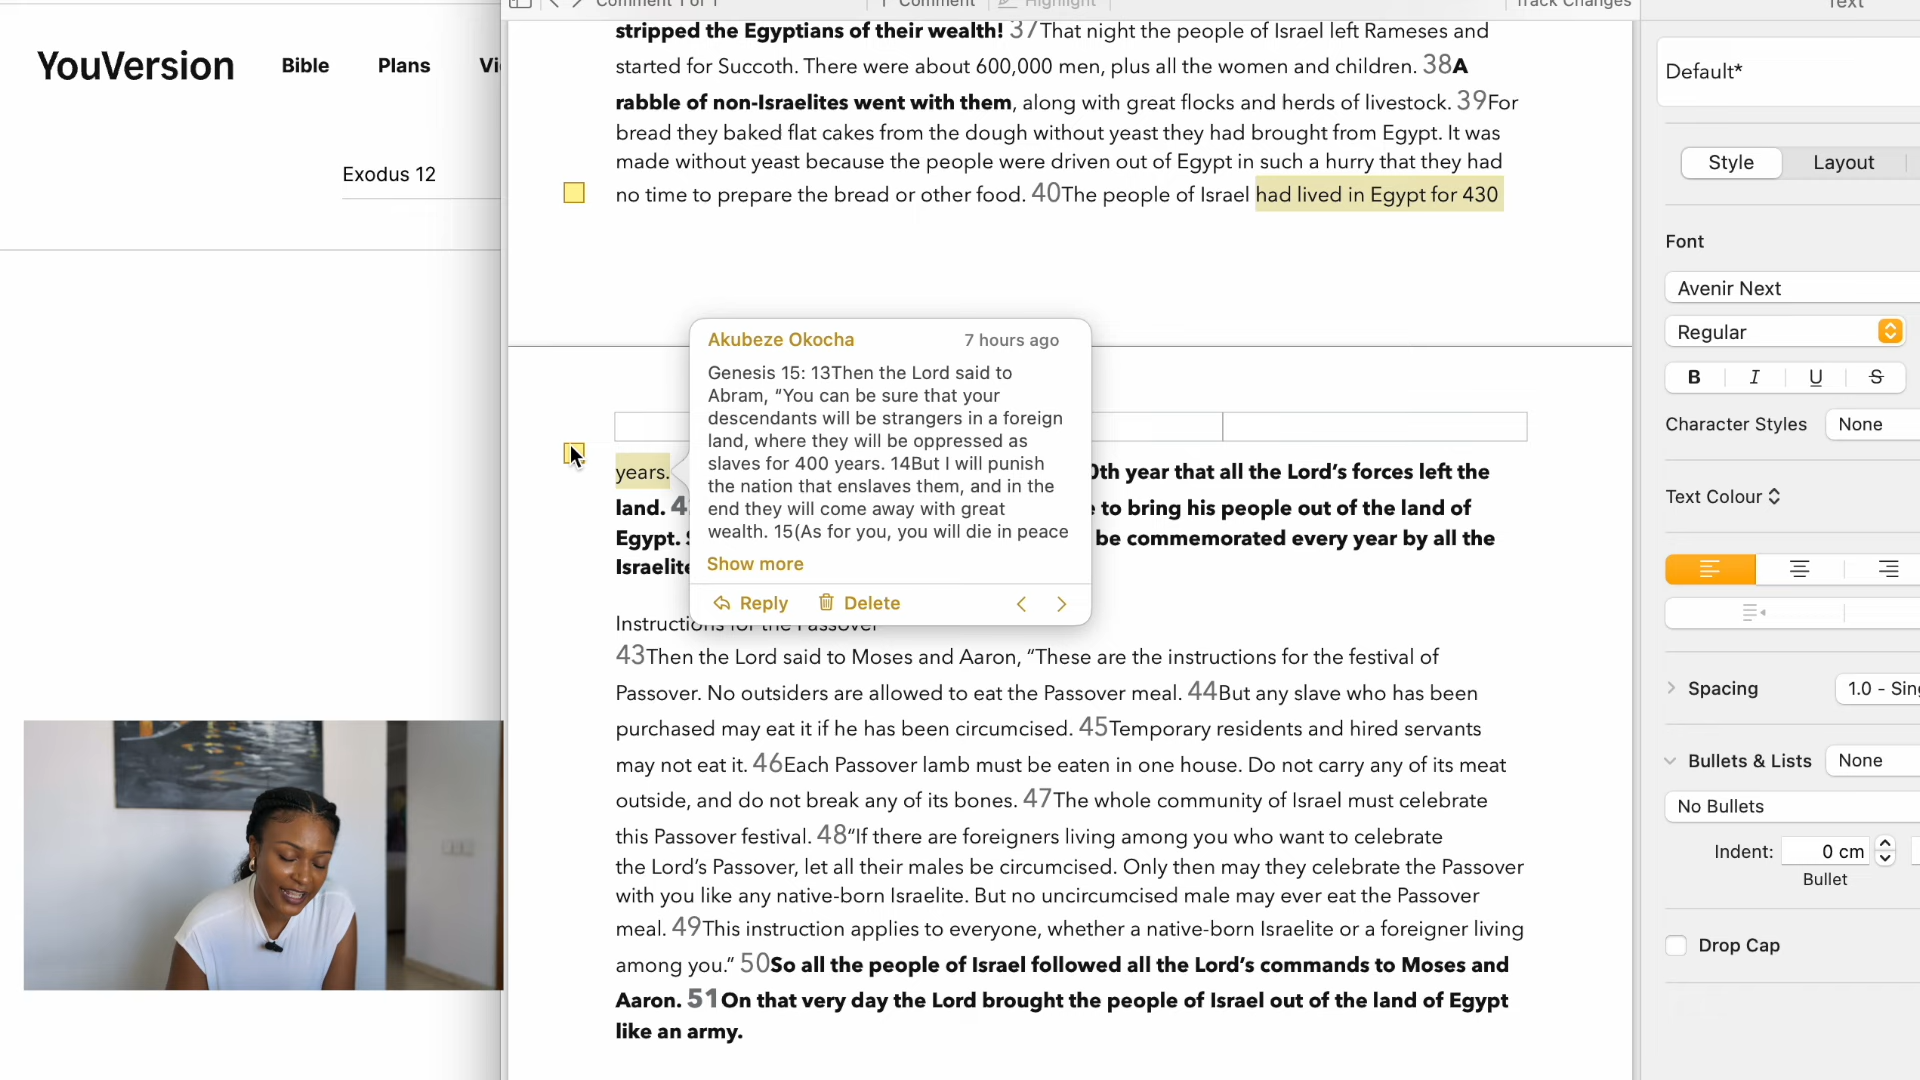 Comment 1 of 1
Comment
Highlight
Track Changes
Text
YouVersion
Bible
Plans
Exodus 12
stripped the Egyptians of their wealth! 37That night the people of Israel left Rameses and
started for Succoth. There were about 600,000 men, plus all the women and children. 38A
rabble of non-Israelites went with them, along with great flocks and herds of livestock. 39For
bread they baked flat cakes from the dough without yeast they had brought from Egypt. It was
made without yeast because the people were driven out of Egypt in such a hurry that they had
no time to prepare the bread or other food. 40The people of Israel had lived in Egypt for 430
Akubeze Okocha
7 hours ago
Genesis 15: 13Then the Lord said to
Abram, “You can be sure that your
descendants will be strangers in a foreign
land, where they will be oppressed as
slaves for 400 years. 14But I will punish
the nation that enslaves them, and in the
end they will come away with great
wealth. 15(As for you, you will die in peace
Show more
Reply
Delete
years. 0th year that all the Lord’s forces left the
land. 4 to bring his people out of the land of
Egypt. be commemorated every year by all the
Israelite
Instructions for the Passover
43Then the Lord said to Moses and Aaron, “These are the instructions for the festival of
Passover. No outsiders are allowed to eat the Passover meal. 44But any slave who has been
purchased may eat it if he has been circumcised. 45Temporary residents and hired servants
may not eat it. 46Each Passover lamb must be eaten in one house. Do not carry any of its meat
outside, and do not break any of its bones. 47The whole community of Israel must celebrate
this Passover festival. 48“If there are foreigners living among you who want to celebrate
the Lord’s Passover, let all their males be circumcised. Only then may they celebrate the Passover
with you like any native-born Israelite. But no uncircumcised male may ever eat the Passover
meal. 49This instruction applies to everyone, whether a native-born Israelite or a foreigner living
among you.” 50So all the people of Israel followed all the Lord’s commands to Moses and
Aaron. 51On that very day the Lord brought the people of Israel out of the land of Egypt
like an army.
Default*
Style
Layout
Font
Avenir Next
Regular
B I U S
Character Styles
None
Text Colour
Spacing
1.0 - Sing
Bullets & Lists
None
No Bullets
Indent:
0 cm
Bullet
Drop Cap